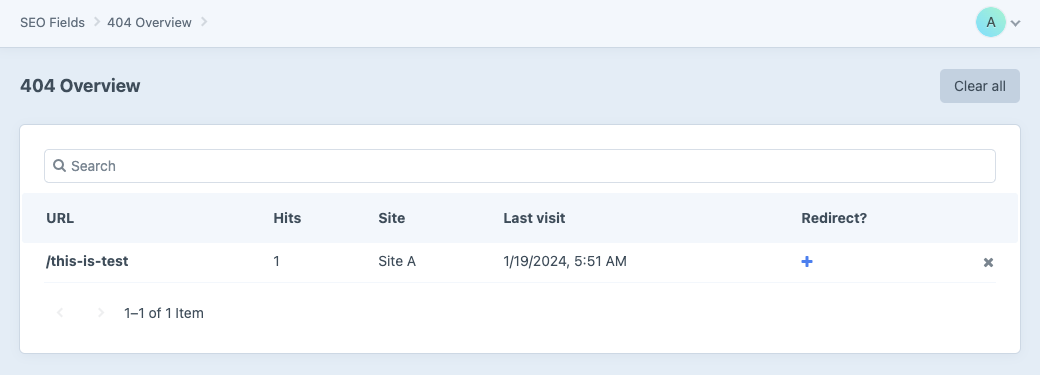 SEO Fields 404 Overview
A
404 Overview
Clear all
Search
URL Hits Site Last visit Redirect?
/this-is-test 1 Site A 1/19/2024, 5:51 AM
1–1 of 1 Item